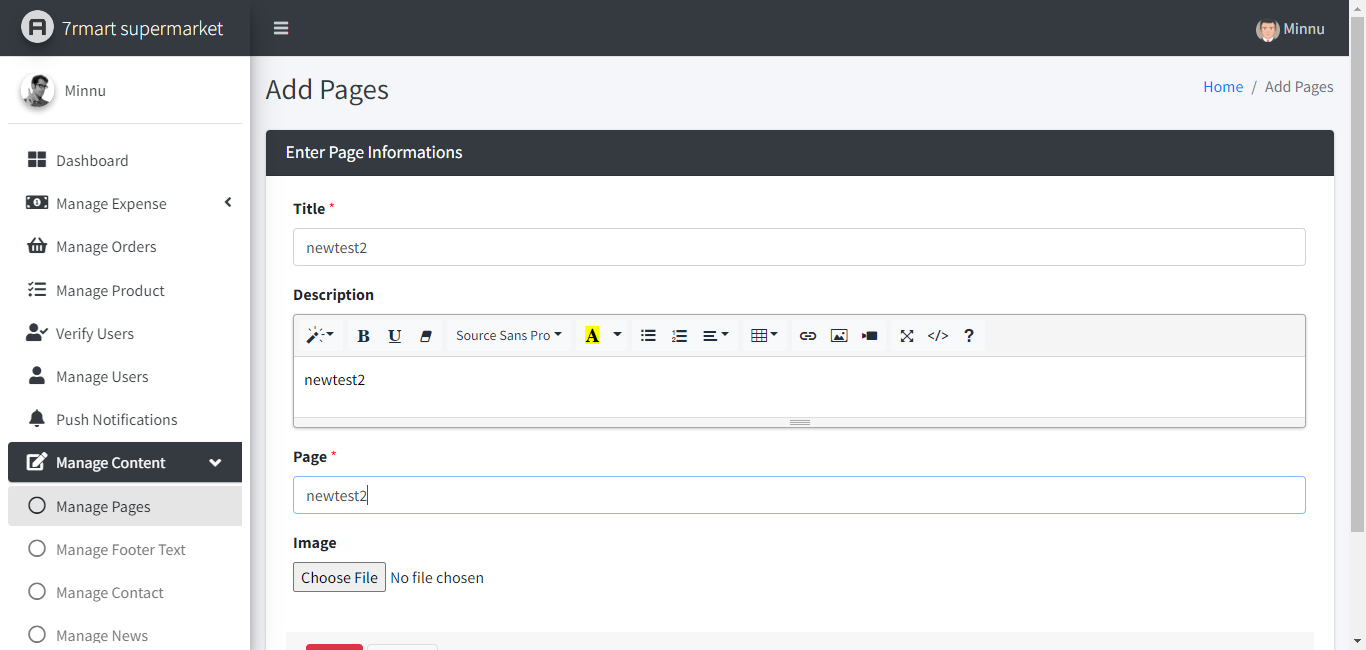 7rmart supermarket
Minnu
Minnu
Dashboard
Manage Expense
Manage Orders
Manage Product
Verify Users
Manage Users
Push Notifications
Manage Content
Manage Pages
Manage Footer Text
Manage Contact
Manage News
Add Pages
Home / Add Pages
Enter Page Informations
Title *
newtest2
Description
B U Source Sans Pro A </> ?
newtest2
Page *
newtest2
Image
Choose File No file chosen